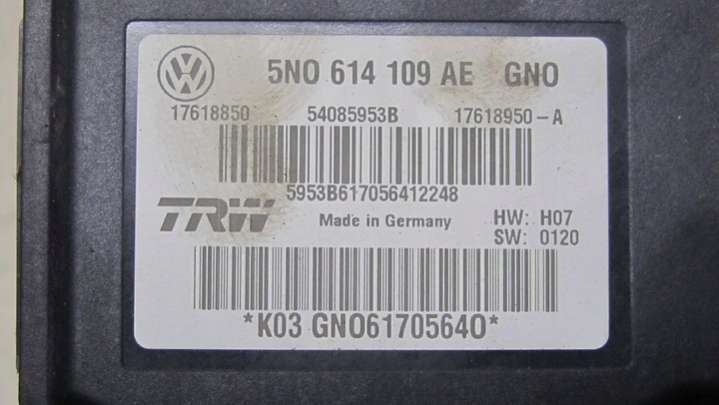 5N0 614 109 AE GN0
17618850 54085953B 17618950-A
5953B617056412248
TRW Made in Germany HW: H07
SW: 0120
*K03 GN061705640*